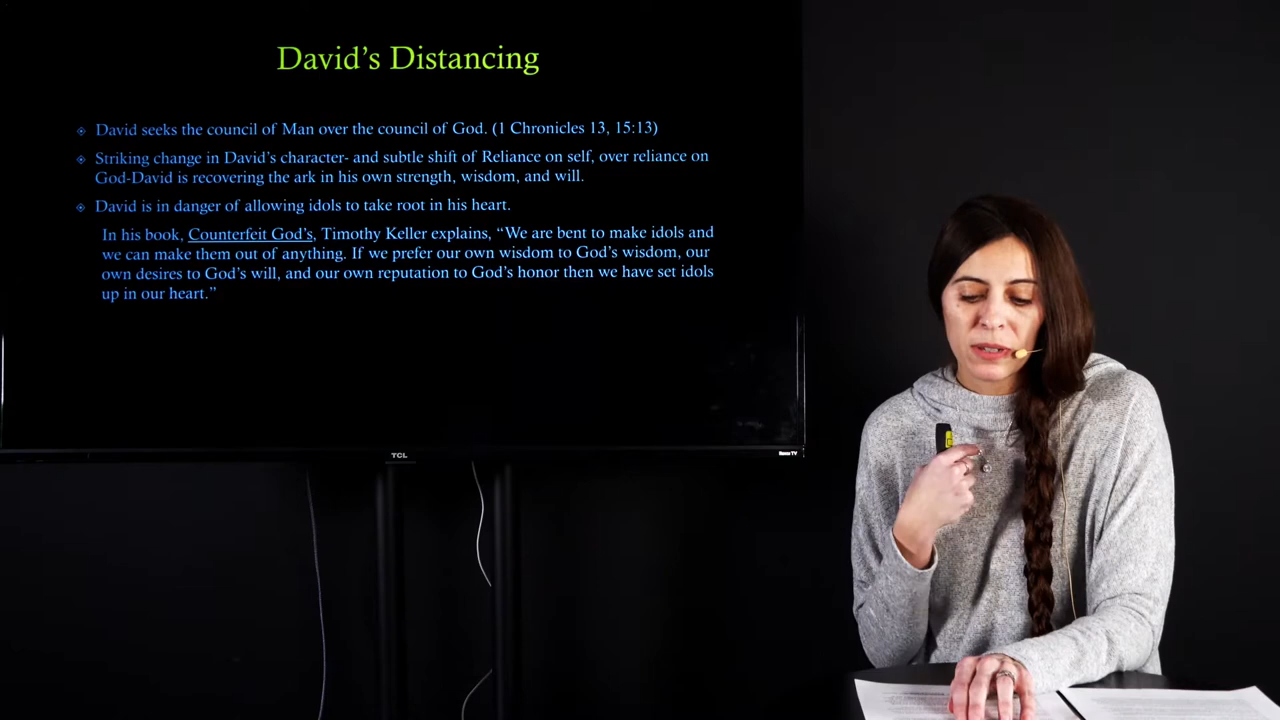 David's Distancing
David seeks the council of Man over the council of God. (1 Chronicles 13, 15:13)
Striking change in David's character- and subtle shift of Reliance on self, over reliance on
God-David is recovering the ark in his own strength, wisdom, and will.
David is in danger of allowing idols to take root in his heart.
In his book, Counterfeit God's, Timothy Keller explains, "We are bent to make idols and
we can make them out of anything. If we prefer our own wisdom to God's wisdom, our
own desires to God's will, and our own reputation to God's honor then we have set idols
up in our heart."
TCL
Roku TV